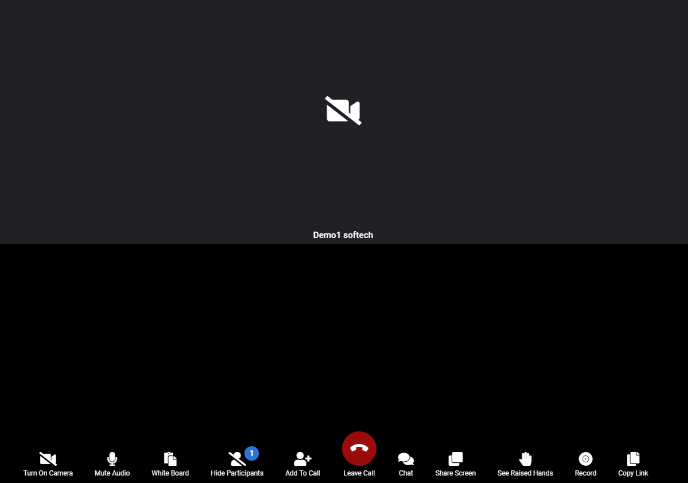 Demo1 softech
1
Turn On Camera
Mute Audio
White Board
Hide Participants
Add To Call
Leave Call
Chat
Share Screen
See Raised Hands
Record
Copy Link